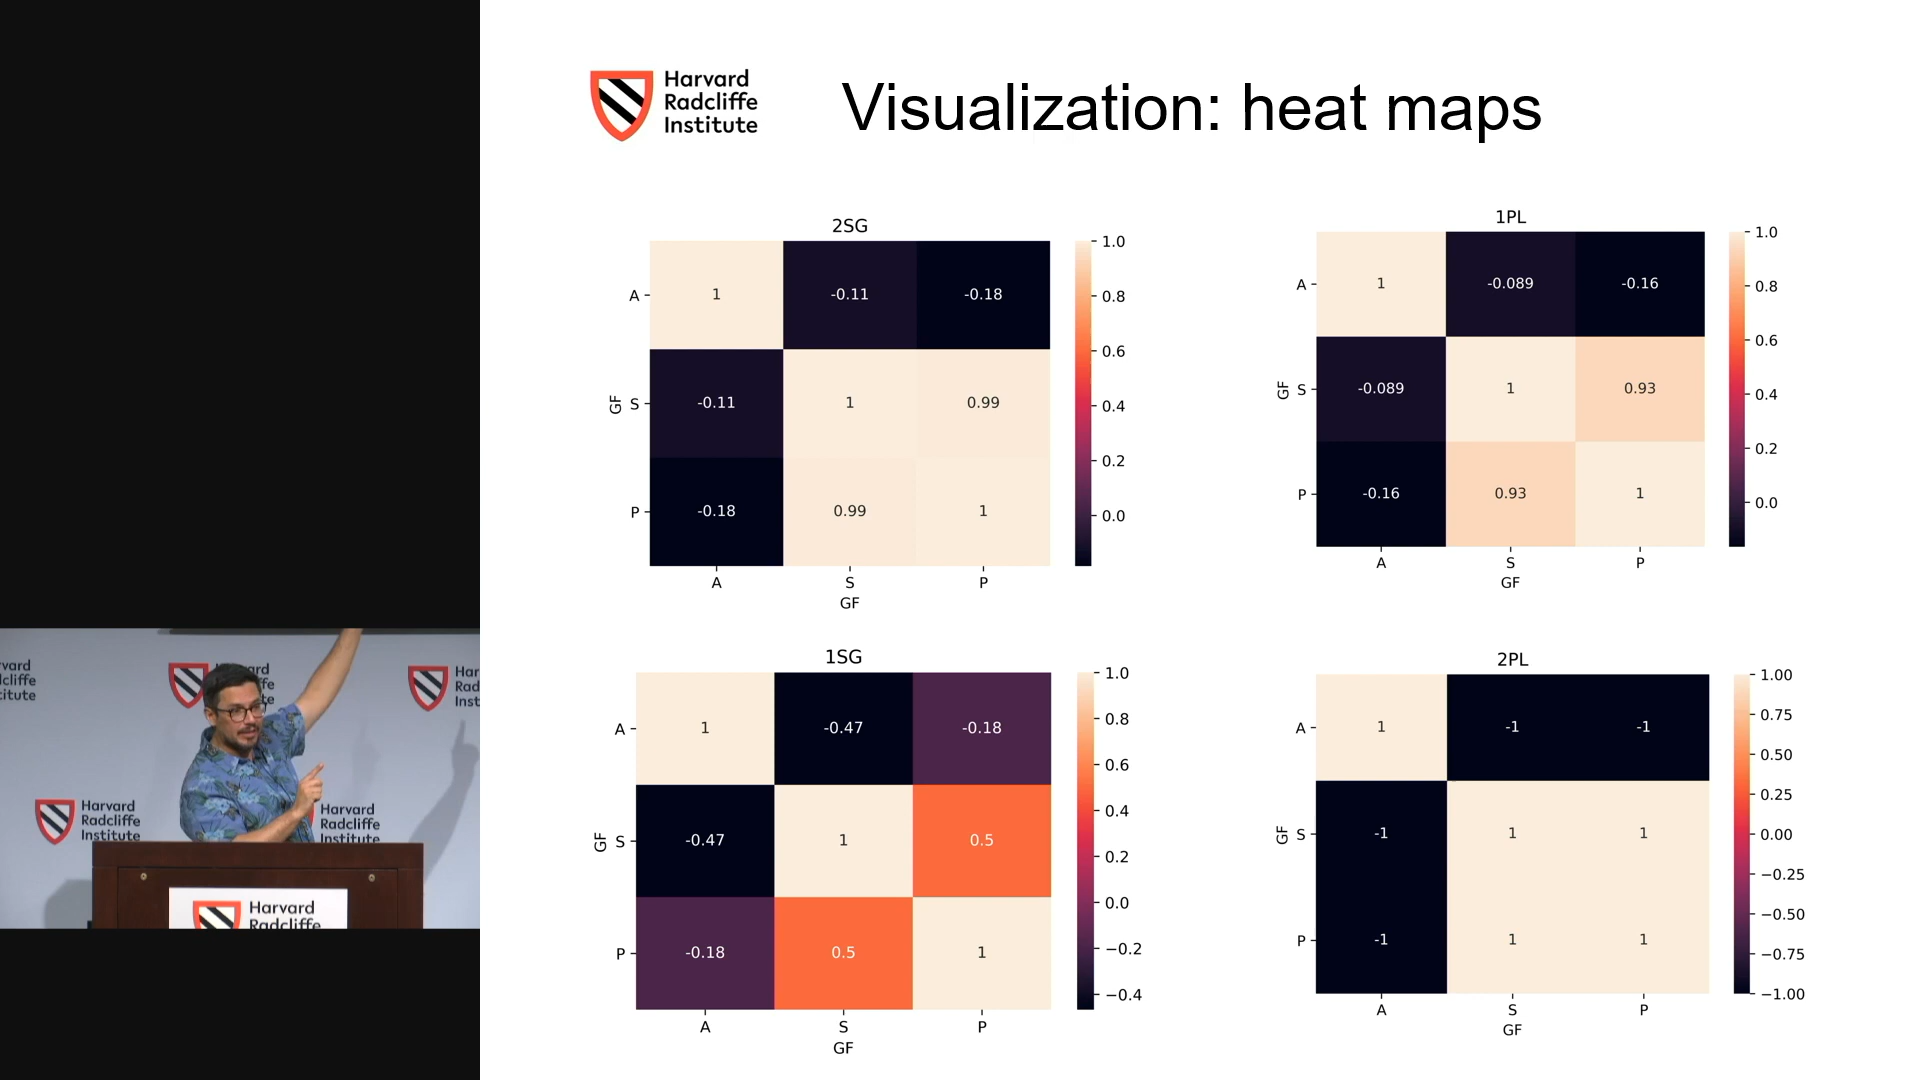 Harvard
Radcliffe
Institute
Visualization: heat maps
2SG
A
1
-0.11
-0.18
GF
S
-0.11
1
0.99
P
-0.18
0.99
1
A
S
P
GF
1.0
0.8
0.6
0.4
0.2
0.0
1PL
A
1
-0.089
-0.16
GF
S
-0.089
1
0.93
P
-0.16
0.93
1
A
S
P
GF
1.0
0.8
0.6
0.4
0.2
0.0
1SG
A
1
-0.47
-0.18
GF
S
-0.47
1
0.5
P
-0.18
0.5
1
A
S
P
GF
1.0
0.8
0.6
0.4
0.2
0.0
−0.2
−0.4
2PL
A
1
-1
-1
GF
S
-1
1
1
P
-1
1
1
A
S
P
GF
1.00
0.75
0.50
0.25
0.00
−0.25
−0.50
−0.75
−1.00
Harvard
Radcliffe
Institute
Harvard
Radcliffe
Institute
Harvard
Radcliffe